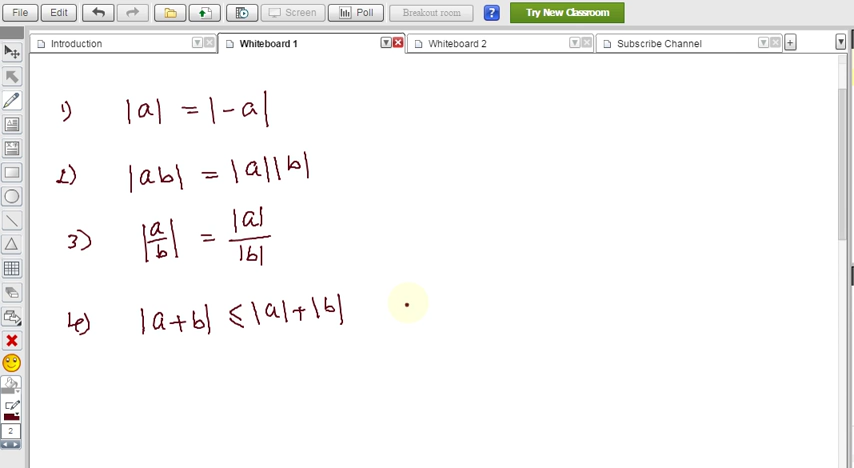 File Edit Screen Poll Breakout room ? Try New Classroom
Introduction Whiteboard 1 Whiteboard 2 Subscribe Channel +
1) |a| = |-a|
2) |ab| = |a||b|
3) |a/b| = |a|/|b|
4) |a+b| ≤ |a|+|b|
2